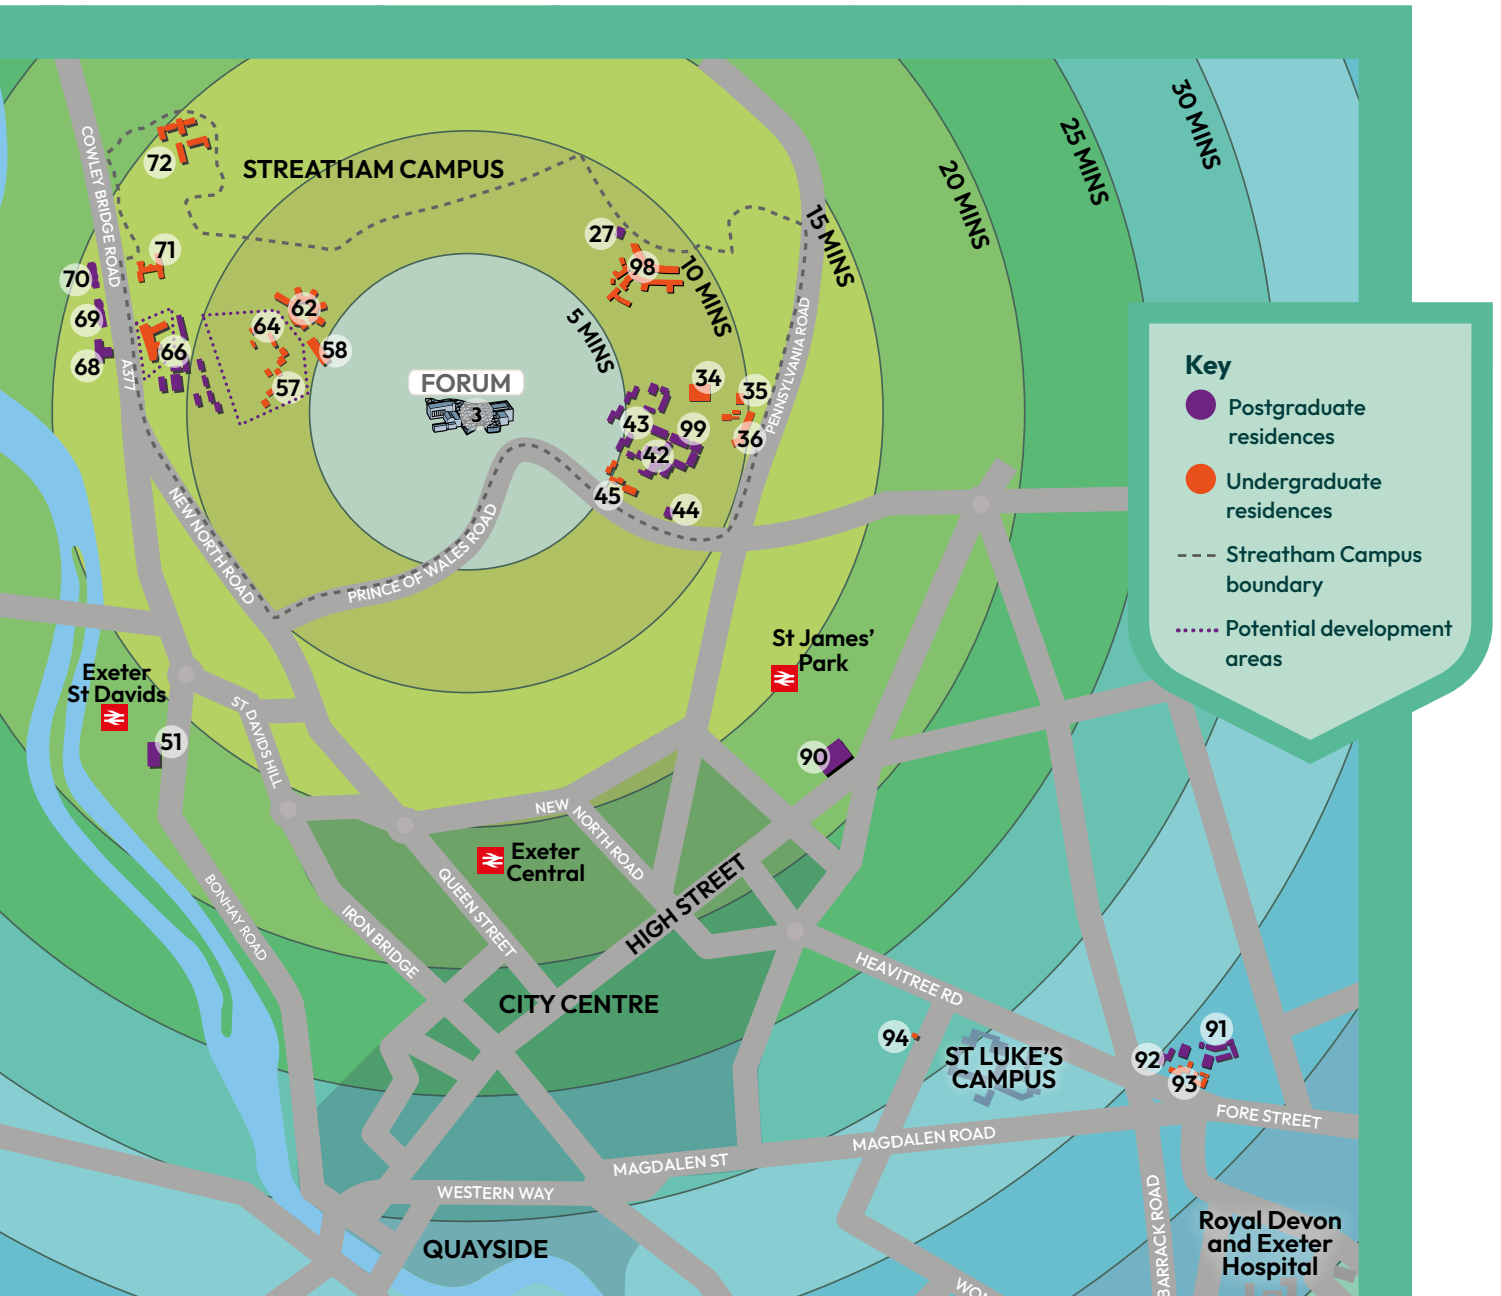 COWLEY BRIDGE ROAD
72
STREATHAM CAMPUS
30 MINS
25 MINS
20 MINS
15 MINS
10 MINS
5 MINS
27
98
71
70
69
68
A377
66
62
64
58
57
FORUM
3
34
35
36
43
99
42
45
44
PENNSYLVANIA ROAD
Key
Postgraduate
residences
Undergraduate
residences
Streatham Campus
boundary
Potential development
areas
NEW NORTH ROAD
PRINCE OF WALES ROAD
St James’
Park
Exeter
St Davids
51
ST DAVIDS HILL
90
NEW
NORTH ROAD
Exeter
Central
QUEEN STREET
HIGH STREET
BONHAY ROAD
IRON BRIDGE
CITY CENTRE
HEAVITREE RD
94
ST LUKE’S
CAMPUS
91
92
93
FORE STREET
MAGDALEN ROAD
MAGDALEN ST
WESTERN WAY
QUAYSIDE
BARRACK ROAD
Royal Devon
and Exeter
Hospital